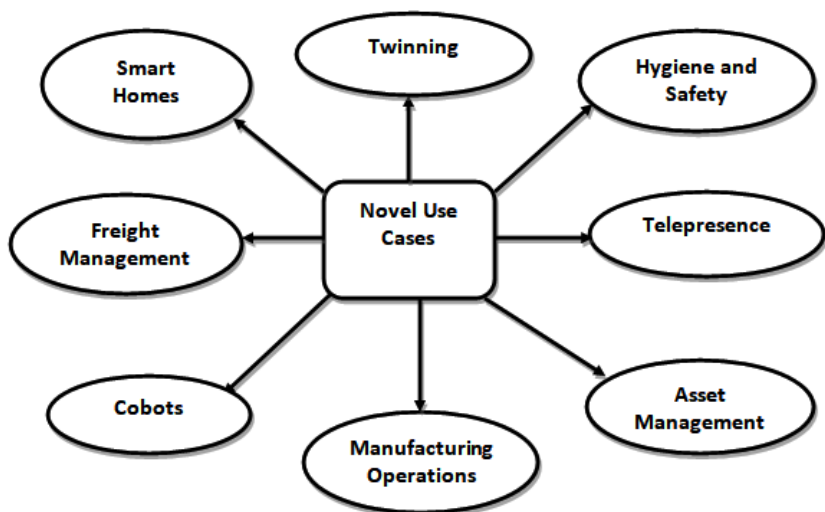 Twinning
Smart
Homes
Hygiene and
Safety
Novel Use
Cases
Freight
Management
Telepresence
Cobots
Manufacturing
Operations
Asset
Management